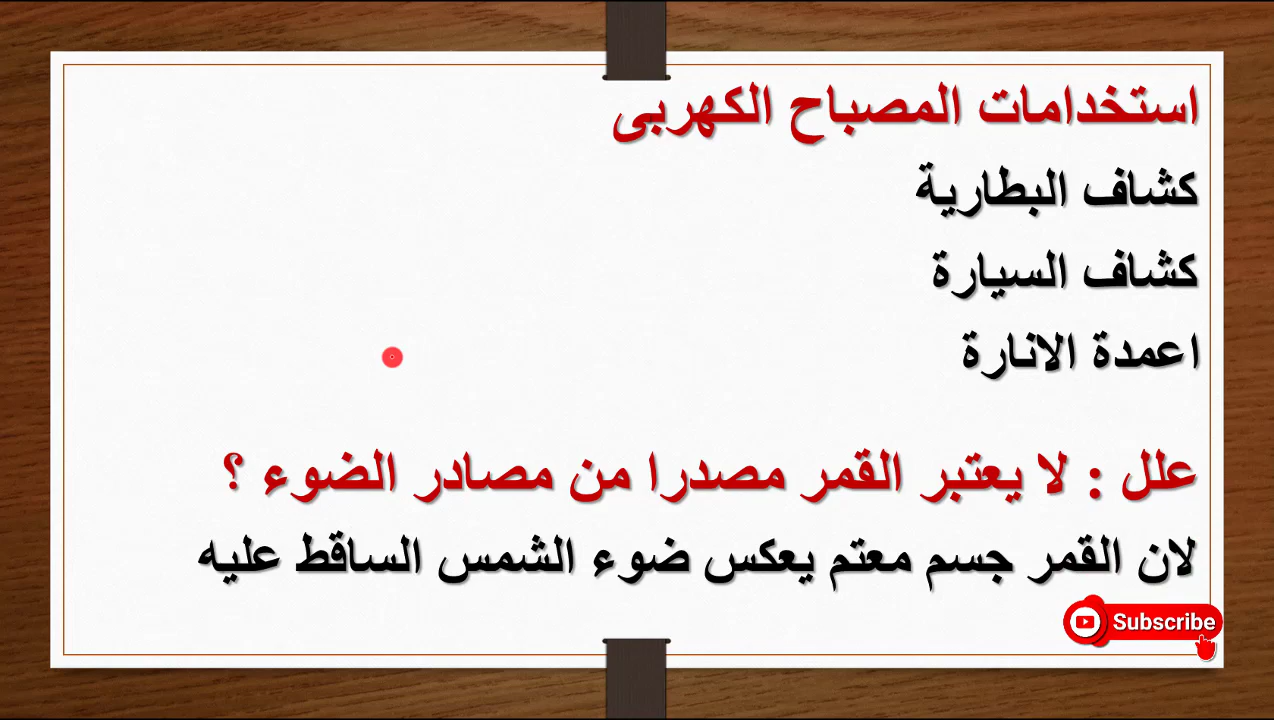 استخدامات المصباح الكهربى
كشاف البطارية
كشاف السيارة
اعمدة الانارة
علل : لا يعتبر القمر مصدرا من مصادر الضوء ؟
لان القمر جسم معتم يعكس ضوء الشمس الساقط عليه
Subscribe